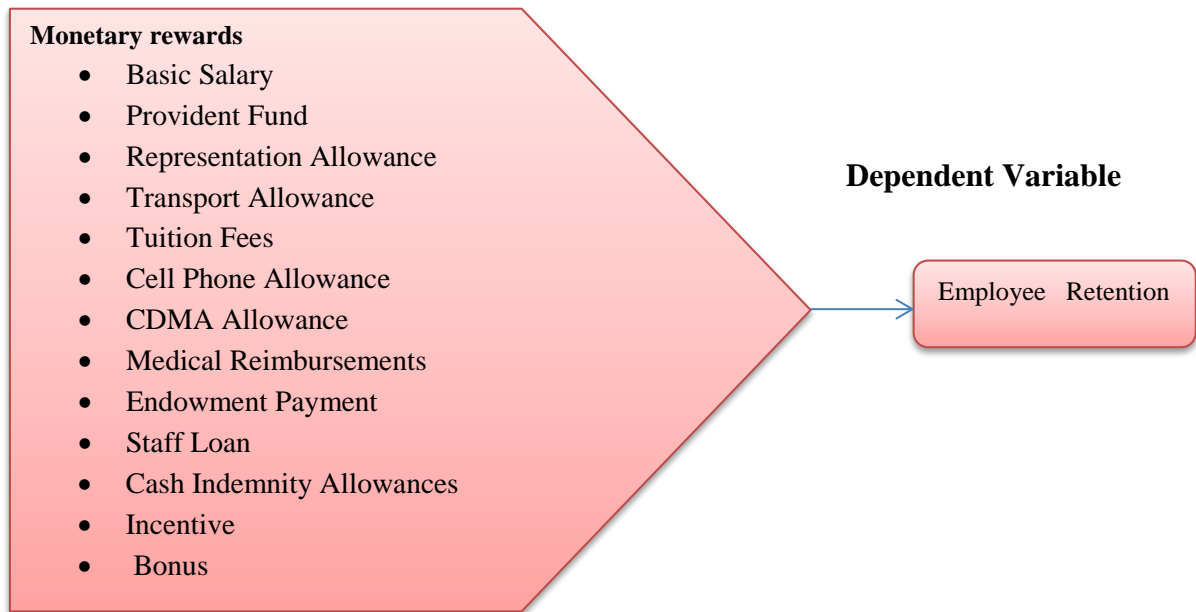 Monetary rewards
• Basic Salary
• Provident Fund
• Representation Allowance
• Transport Allowance
• Tuition Fees
• Cell Phone Allowance
• CDMA Allowance
• Medical Reimbursements
• Endowment Payment
• Staff Loan
• Cash Indemnity Allowances
• Incentive
• Bonus
Dependent Variable
Employee Retention